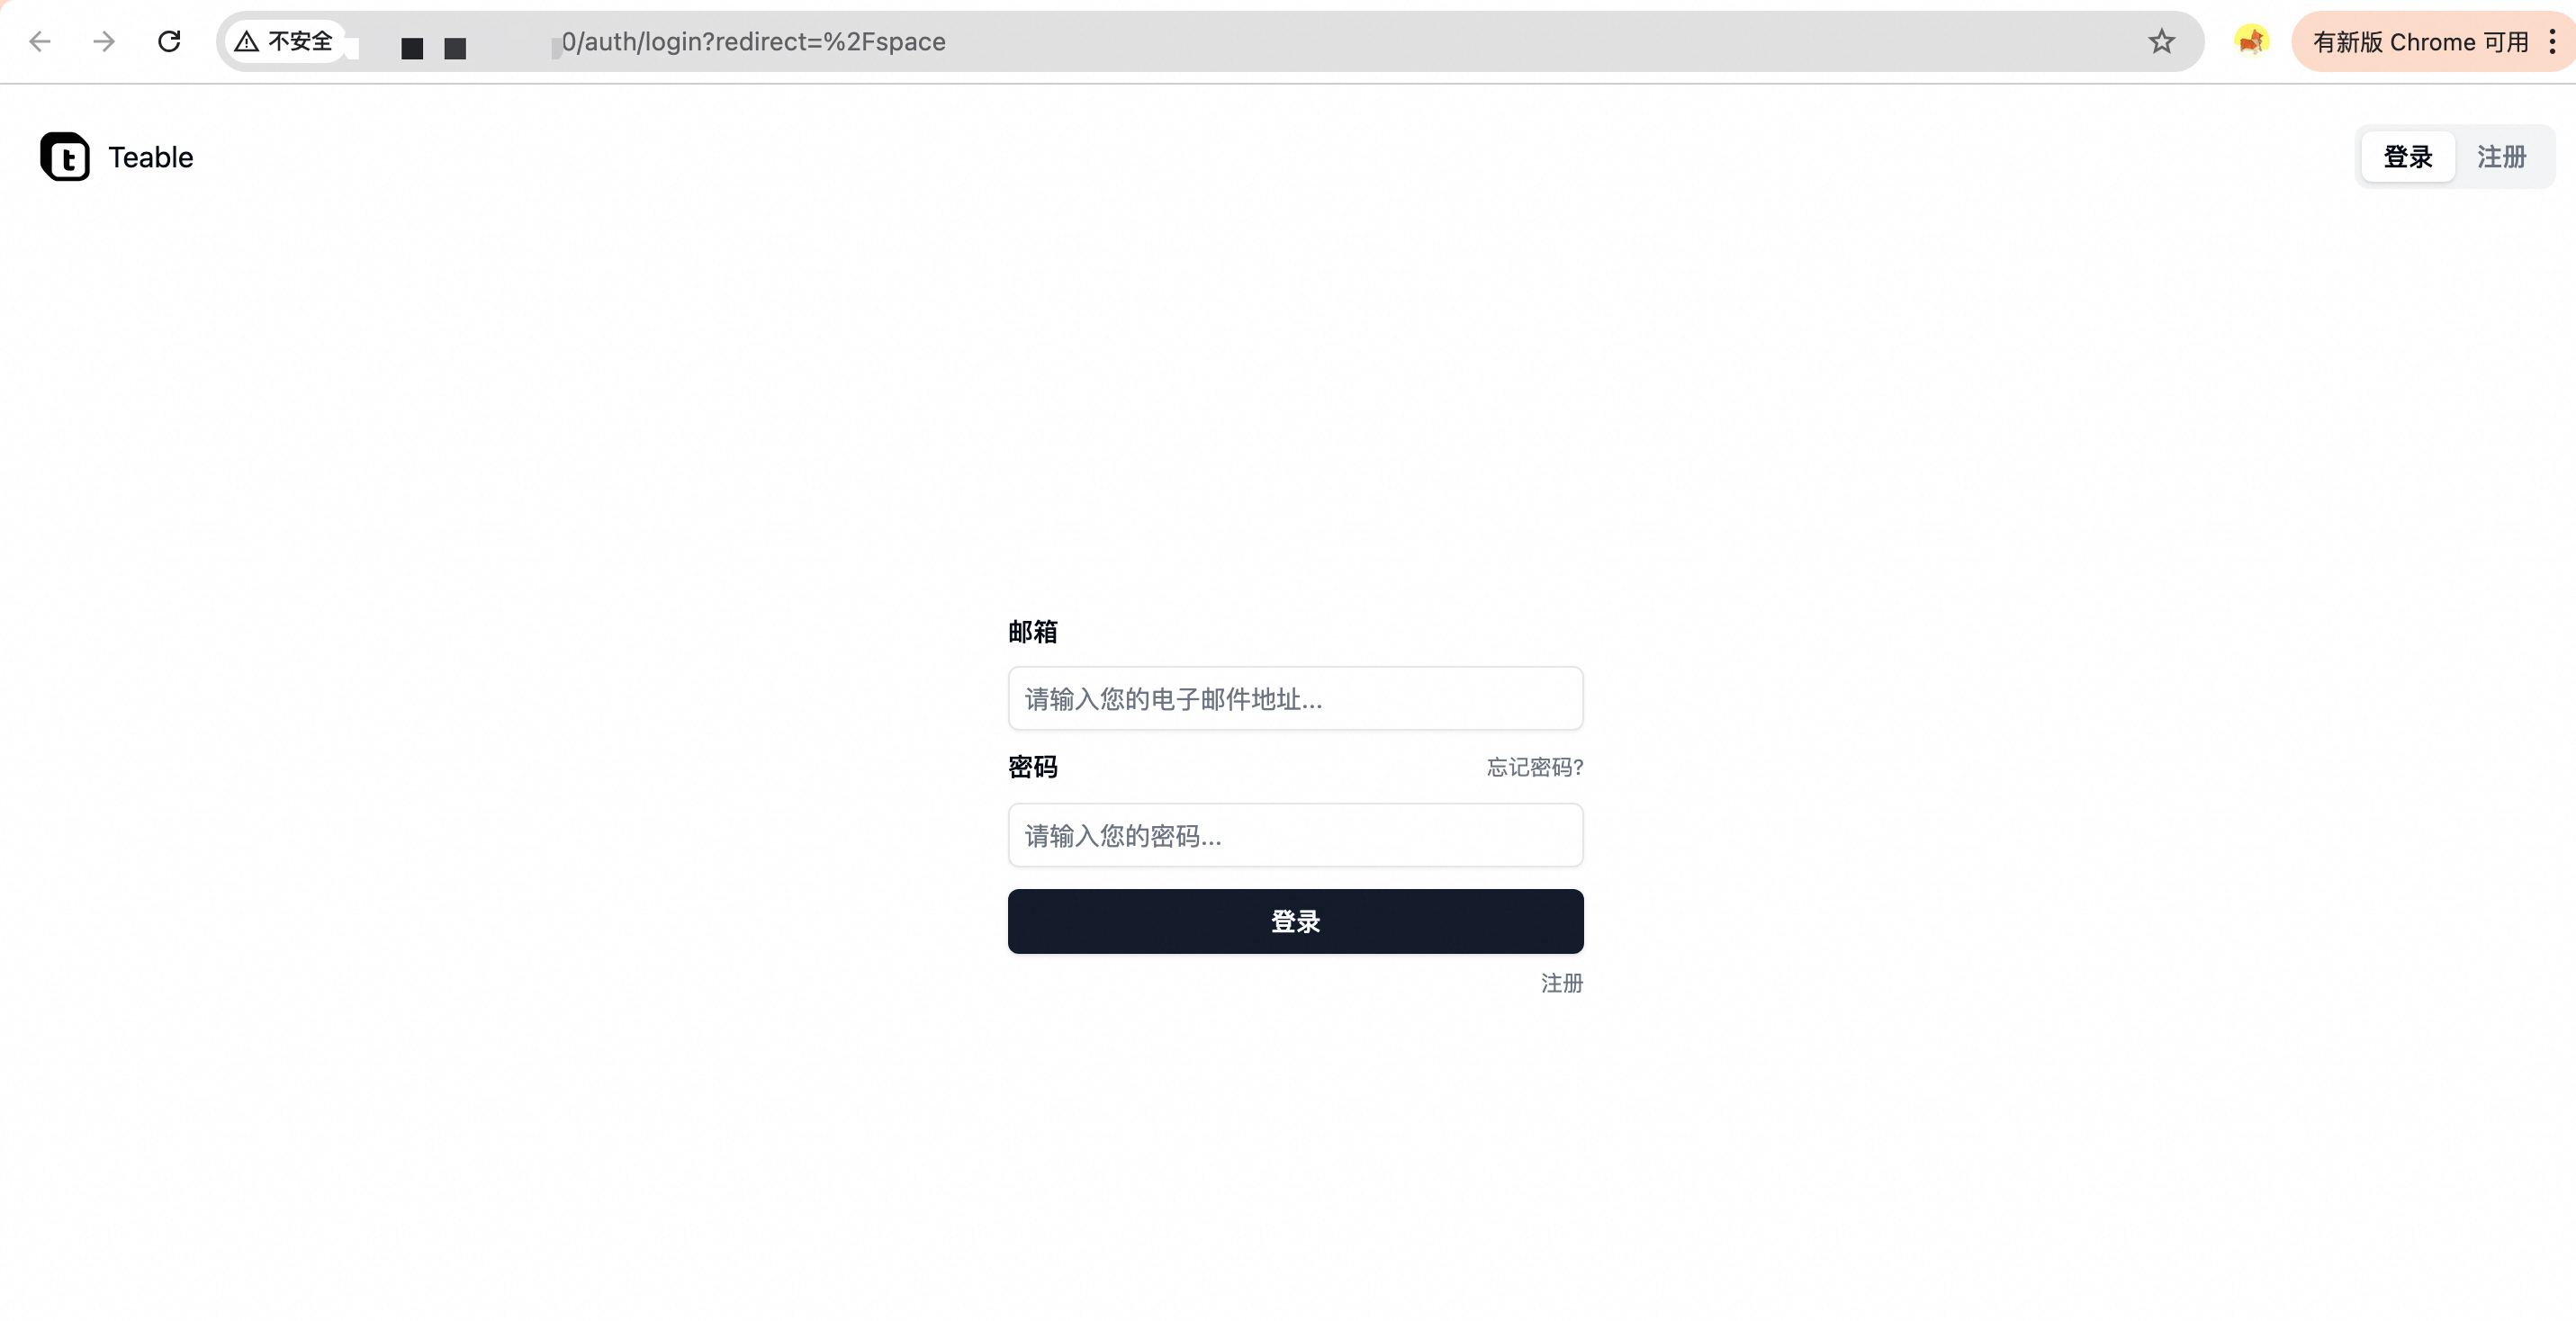 不安全
0/auth/login?redirect=%2Fspace
有新版 Chrome 可用
Teable
登录
注册
邮箱
请输入您的电子邮件地址...
密码
忘记密码?
请输入您的密码...
登录
注册